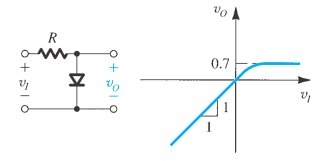 R
+ +
v_I v_O
− −
v_O
0.7
v_I
1
1